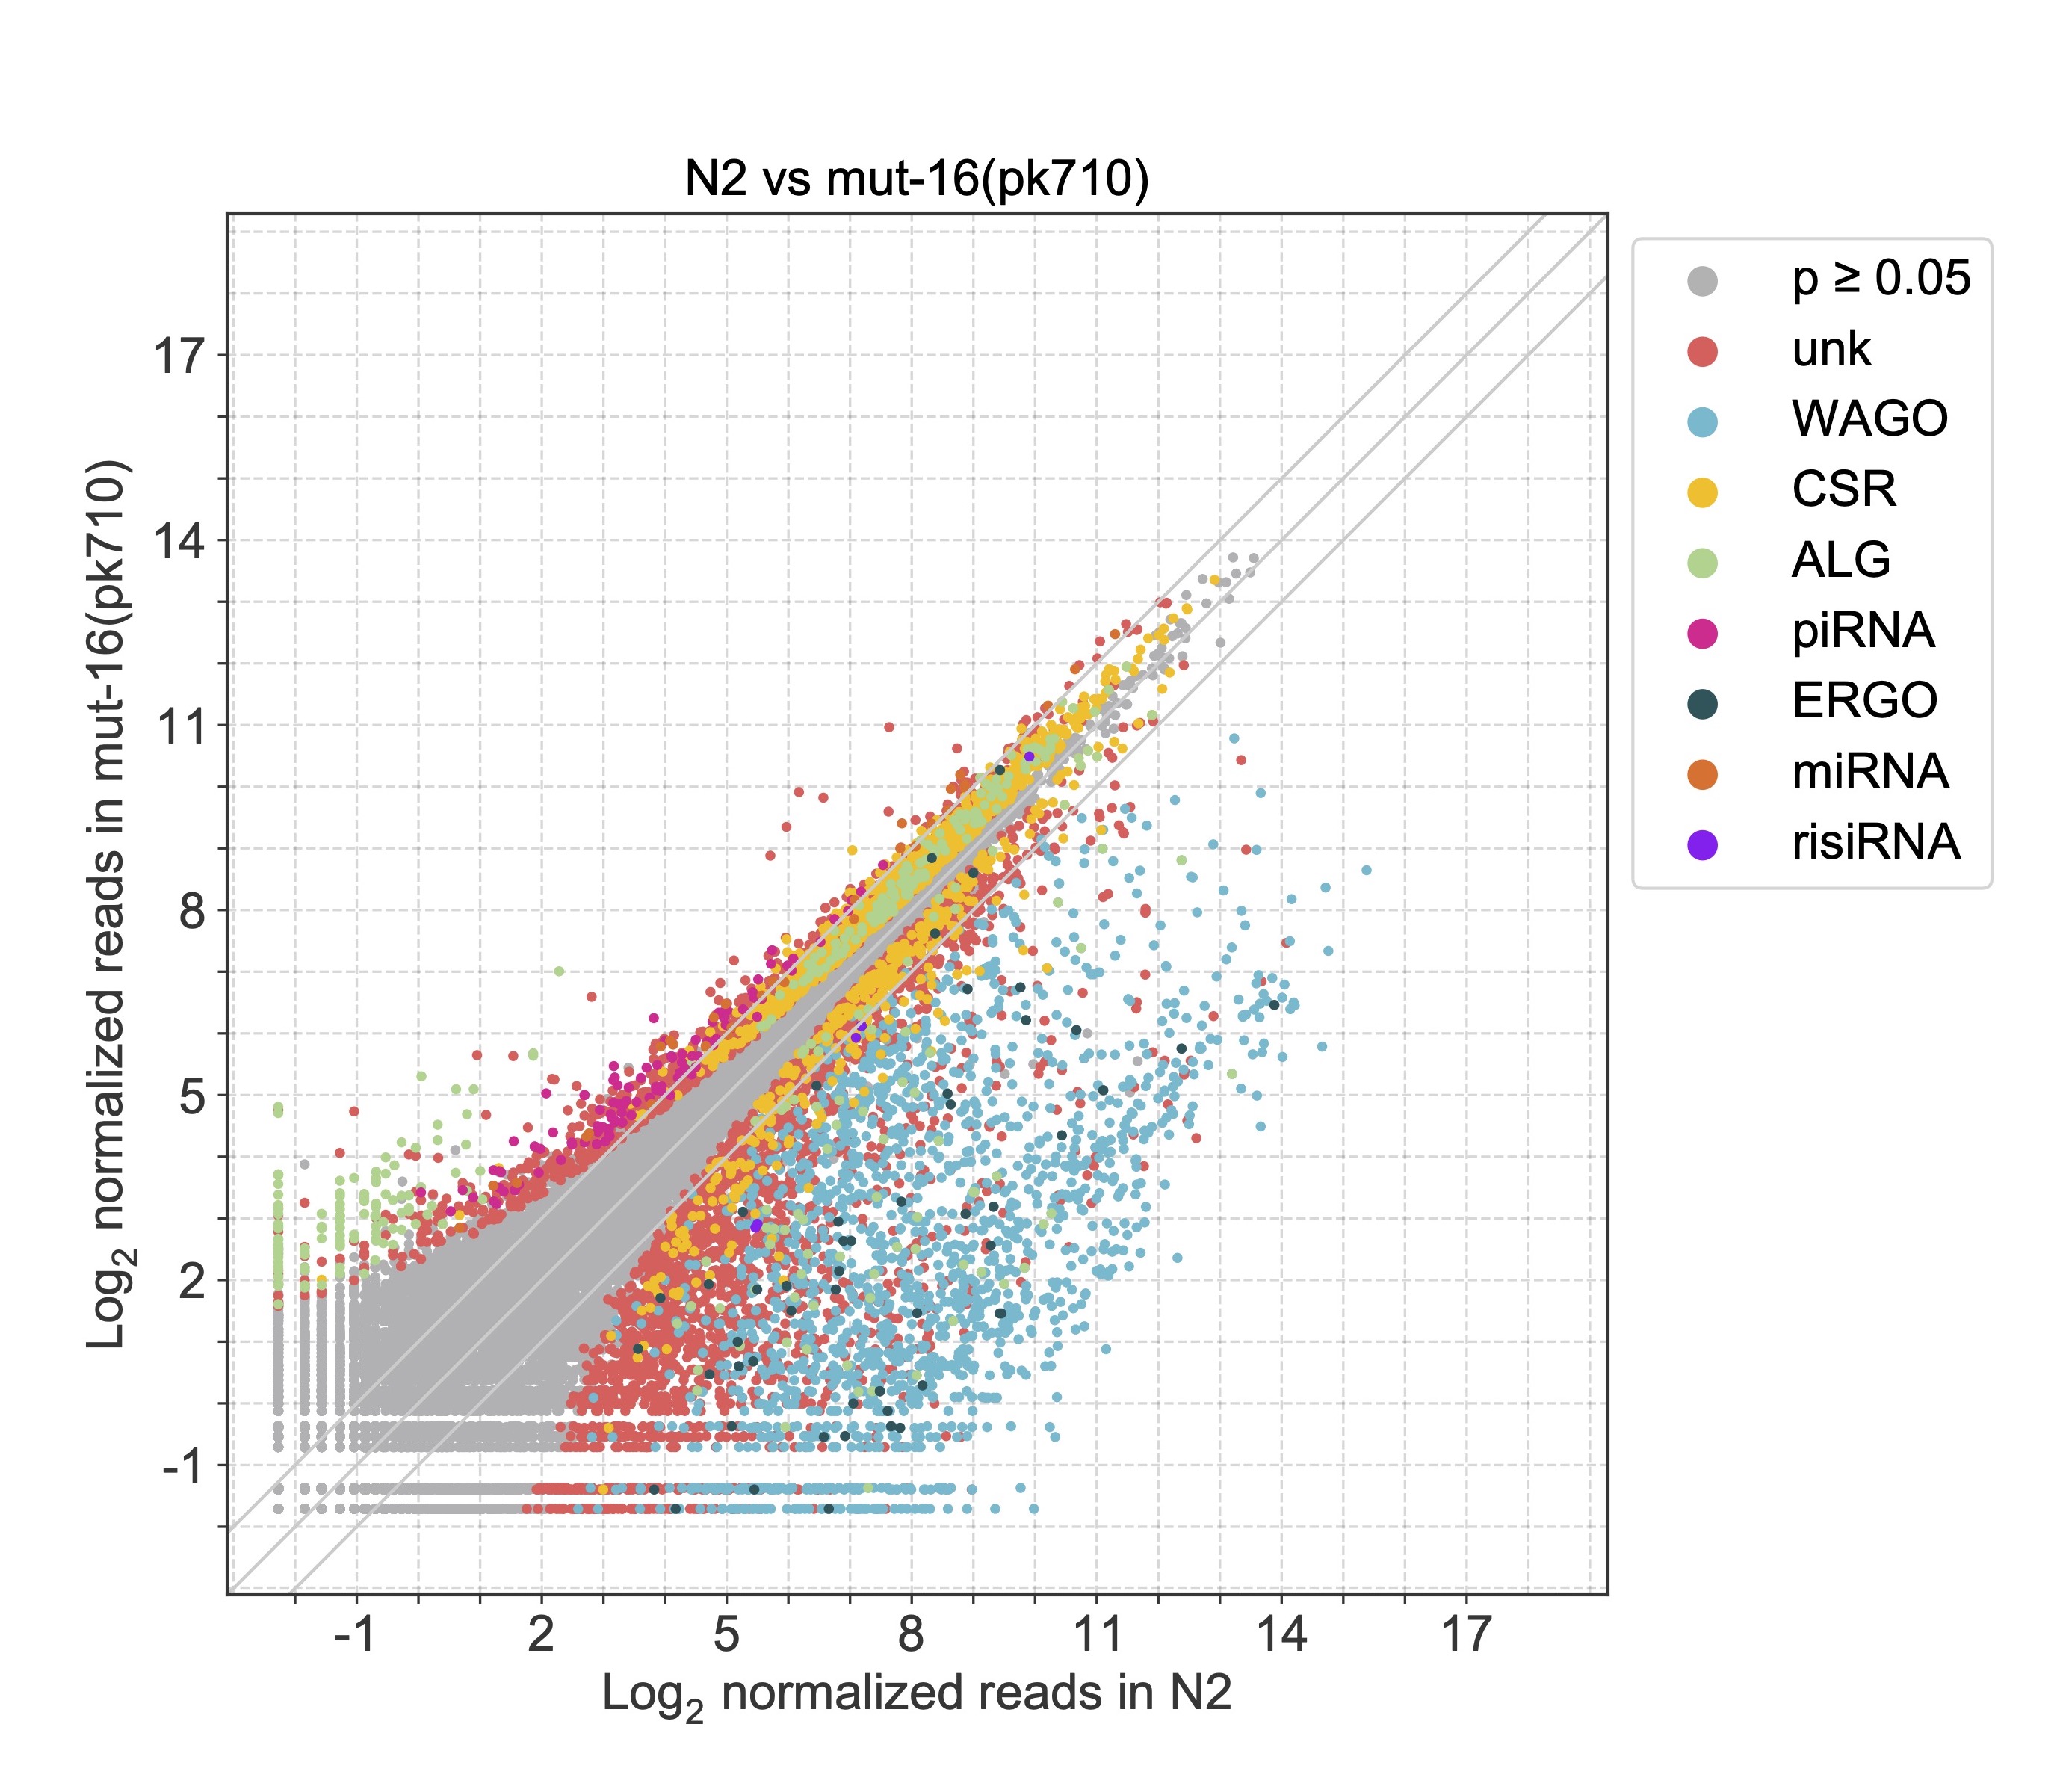 N2 vs mut-16(pk710)
17
14
11
8
5
2
-1
Log2 normalized reads in mut-16(pk710)
-1 2 5 8 11 14 17
Log2 normalized reads in N2
p ≥ 0.05
unk
WAGO
CSR
ALG
piRNA
ERGO
miRNA
risiRNA